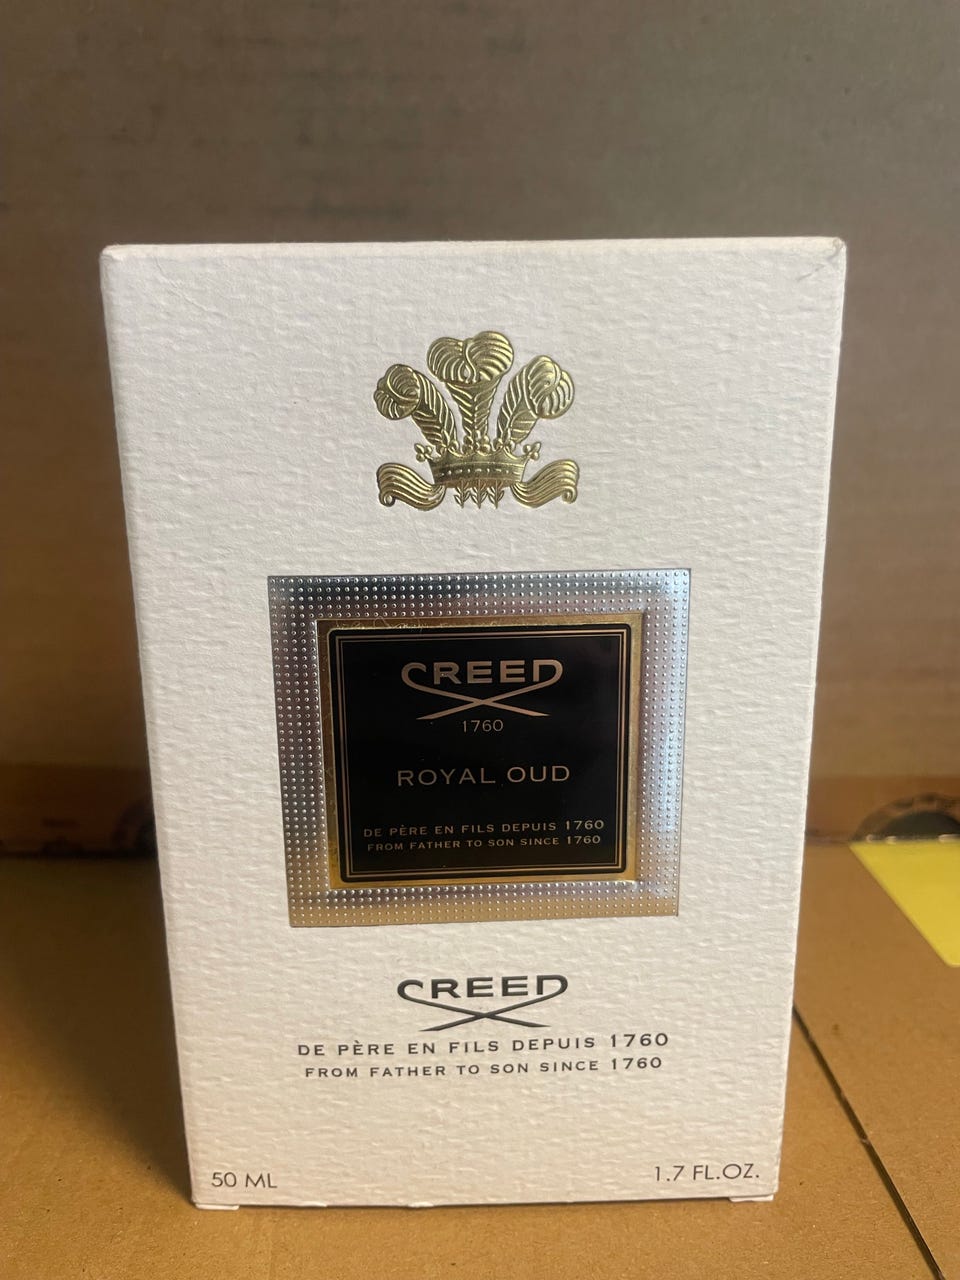 CREED
1760
ROYAL OUD
DE PÈRE EN FILS DEPUIS 1760
FROM FATHER TO SON SINCE 1760
CREED
DE PÈRE EN FILS DEPUIS 1760
FROM FATHER TO SON SINCE 1760
50 ML 1.7 FL.OZ.